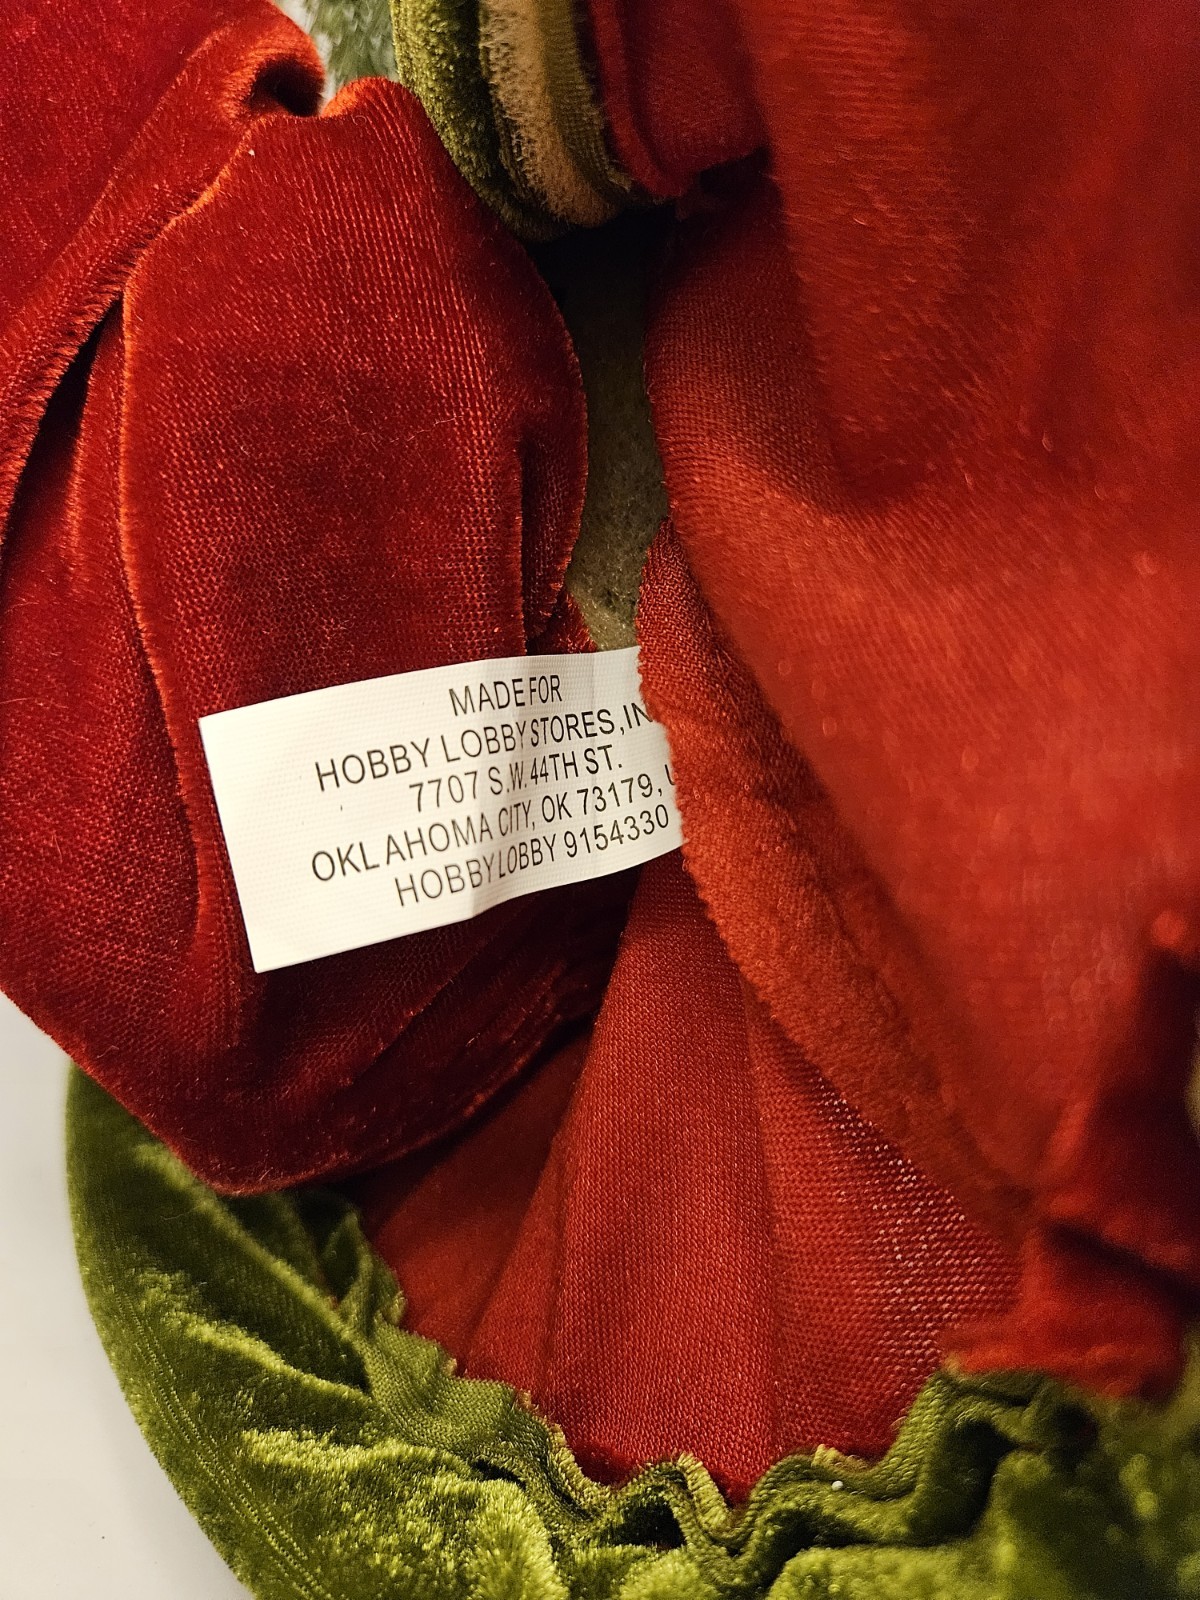 MADE FOR
HOBBY LOBBY STORES, IN
7707 S.W. 44TH ST.
OKLAHOMA CITY, OK 73179, U
HOBBY LOBBY 9154330